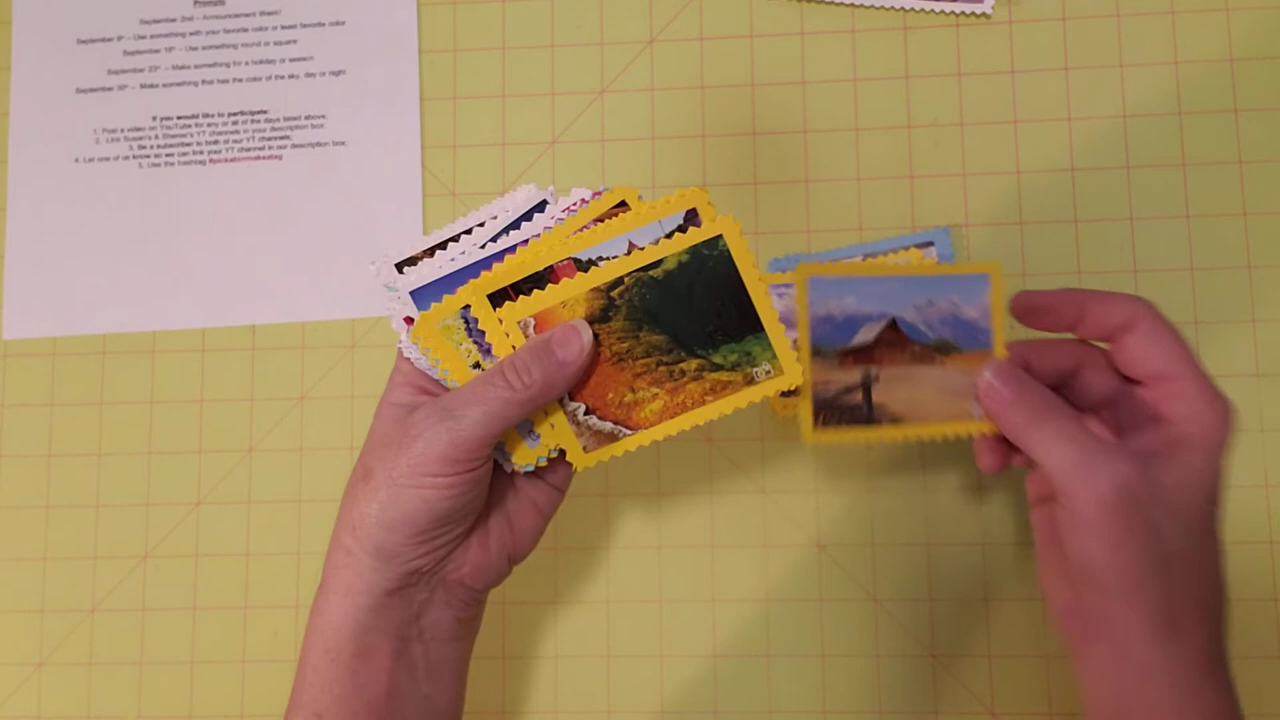 Prompts
September 2nd – Announcement Week!
September 9th – Use something with your favorite color or least favorite color
September 16th – Use something round or square
September 23rd – Make something for a holiday or season
September 30th – Make something that has the color of the sky, day or night
If you would like to participate:
1. Post a video on YouTube for any or all of the days listed above;
2. Link Susan's & Sheree's YT channels in your description box;
3. Be a subscriber to both of our YT channels;
4. Let one of us know so we can link your YT channel in our description box;
5. Use the hashtag #pickabinmakeatag